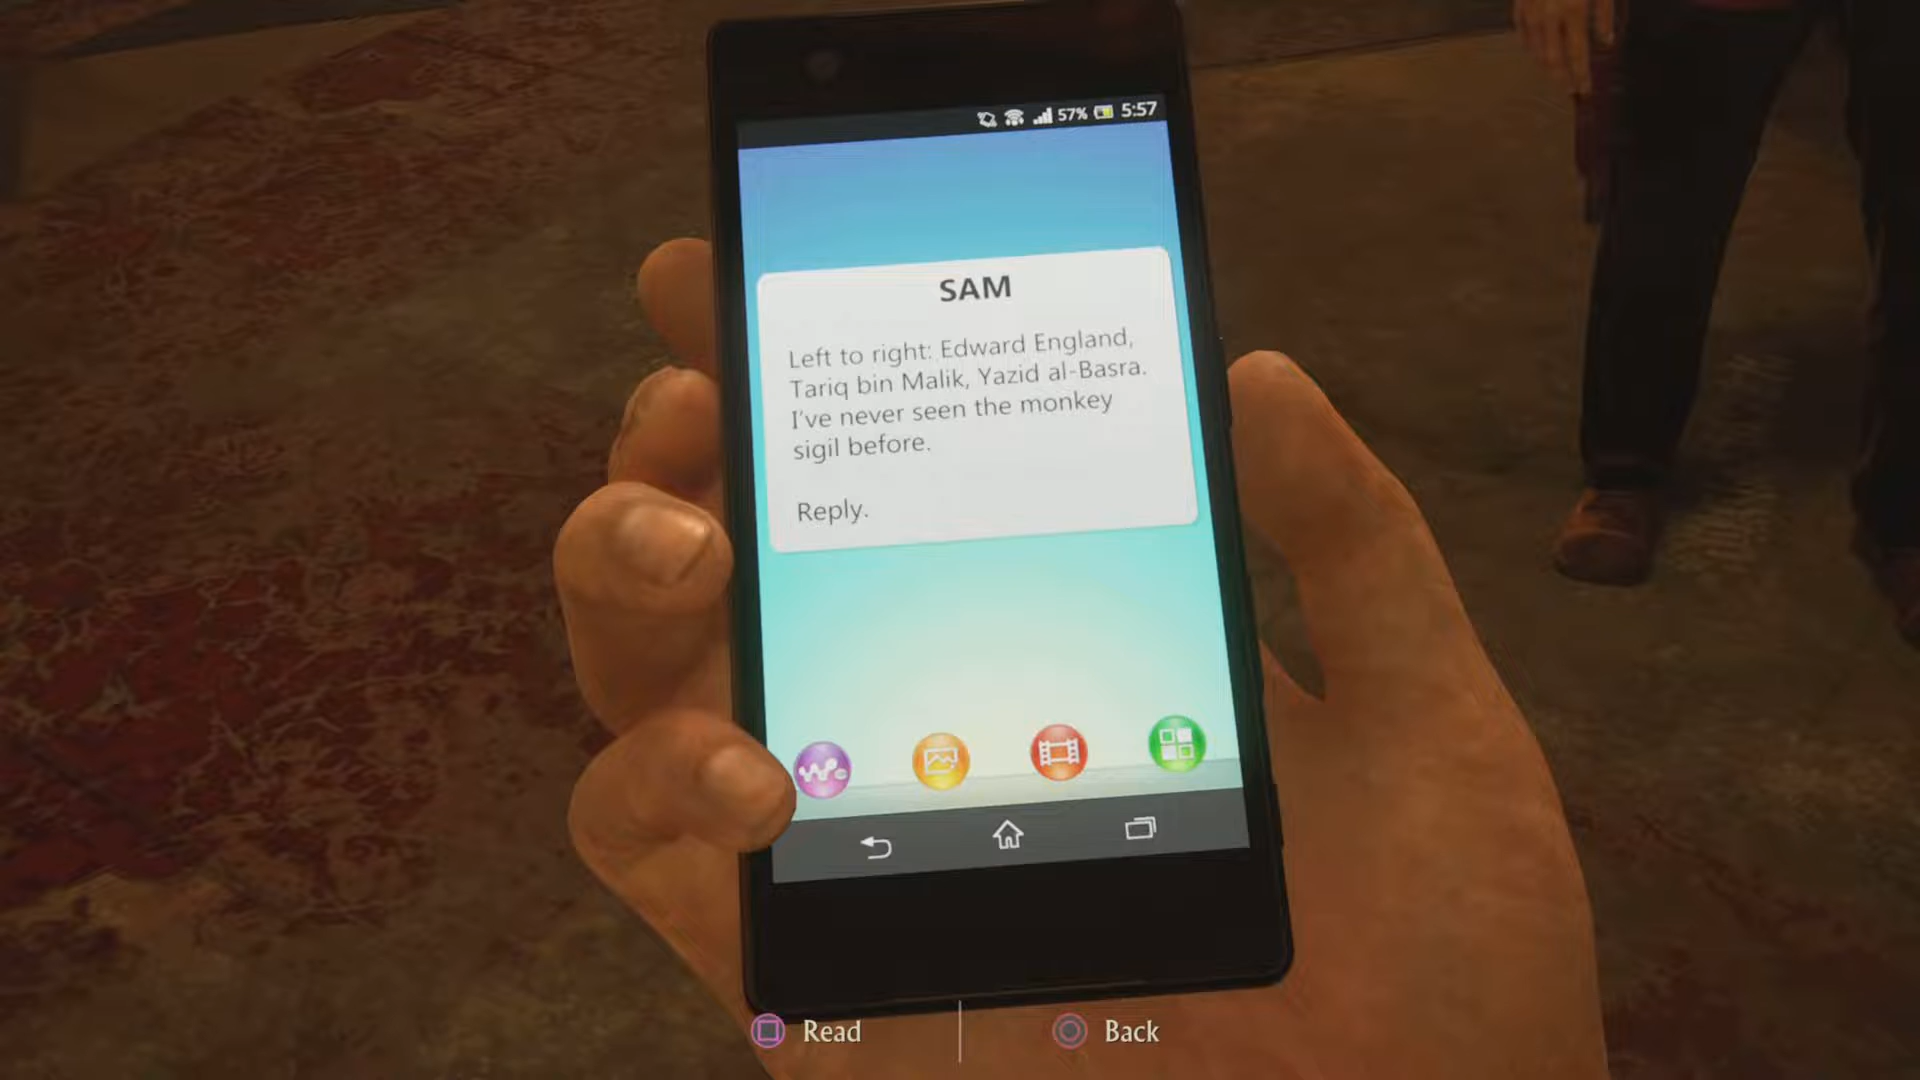 57% 5:57
SAM
Left to right: Edward England,
Tariq bin Malik, Yazid al-Basra.
I've never seen the monkey
sigil before.
Reply.
Read
Back